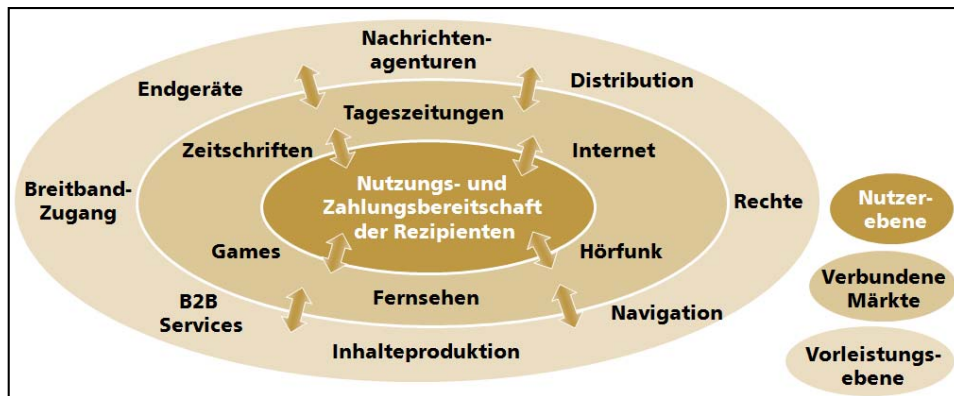 Nachrichten-
agenturen
Endgeräte
Distribution
Tageszeitungen
Zeitschriften
Internet
Breitband-
Zugang
Nutzungs- und
Zahlungsbereitschaft
der Rezipienten
Rechte
Games
Hörfunk
B2B
Services
Fernsehen
Navigation
Inhalteproduktion
Nutzer-
ebene
Verbundene
Märkte
Vorleistungs-
ebene